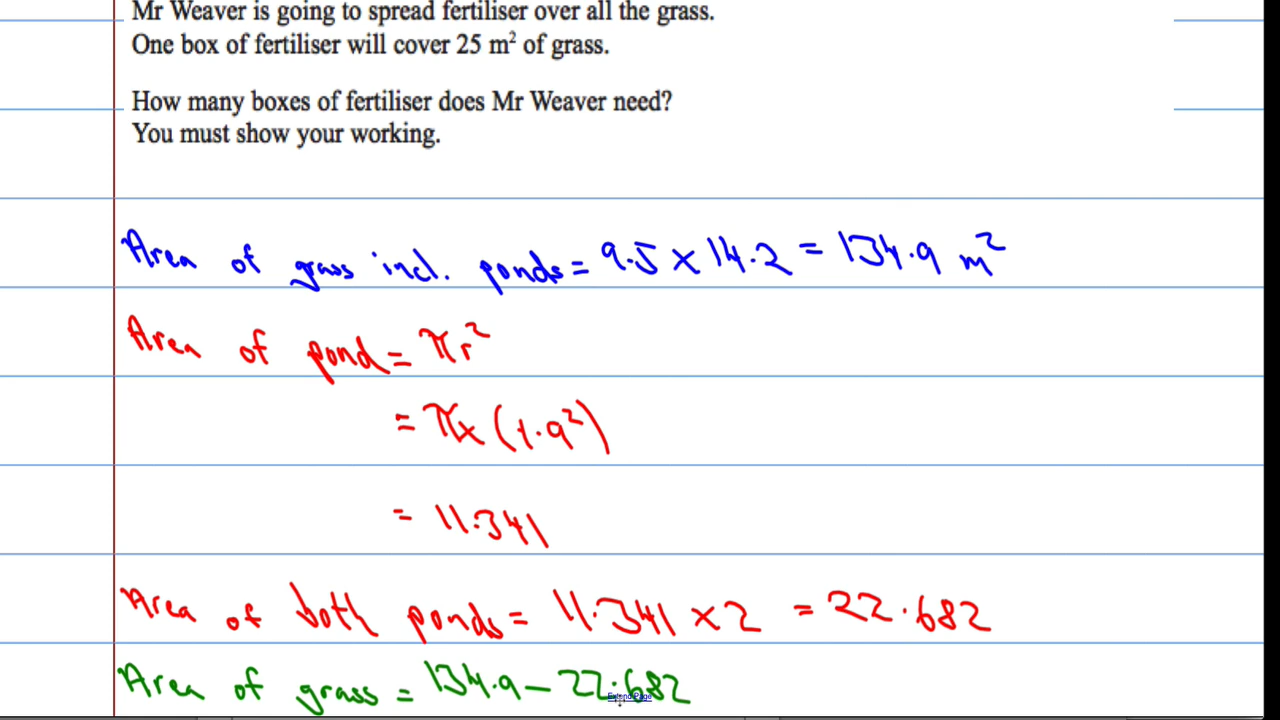 Mr Weaver is going to spread fertiliser over all the grass.
One box of fertiliser will cover 25 m² of grass.
How many boxes of fertiliser does Mr Weaver need?
You must show your working.
Area of grass incl. ponds = 9.5 × 14.2 = 134.9 m²
Area of pond = πr²
= π × (1.9²)
= 11.341
Area of both ponds = 11.341 × 2 = 22.682
Area of grass = 134.9 − 22.682
Extend Page